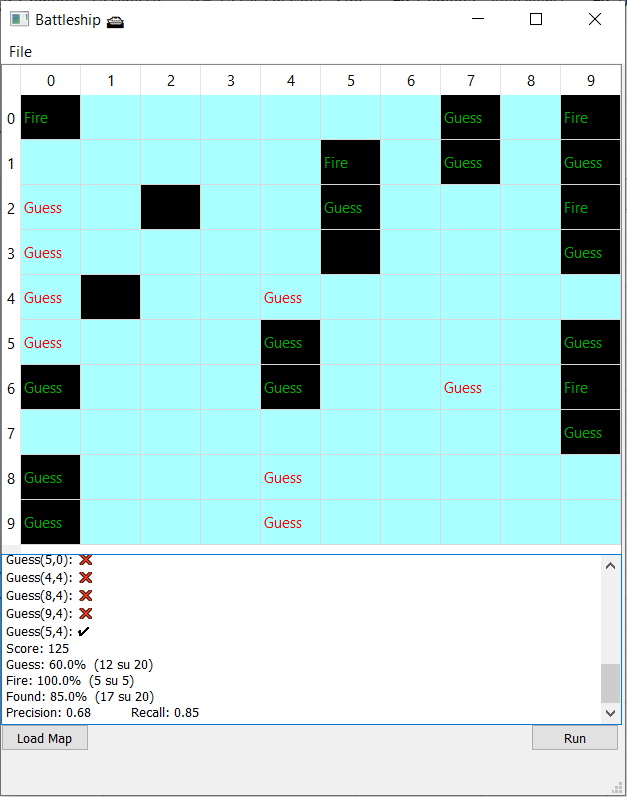 Battleship
File
0 1 2 3 4 5 6 7 8 9
0 Fire Guess Fire
1 Fire Guess Guess
2 Guess Guess Fire
3 Guess Guess
4 Guess Guess
5 Guess Guess Guess
6 Guess Guess Guess Fire
7 Guess
8 Guess Guess
9 Guess Guess
Guess(5,0): ❌
Guess(4,4): ❌
Guess(8,4): ❌
Guess(9,4): ❌
Guess(5,4): ✔
Score: 125
Guess: 60.0% (12 su 20)
Fire: 100.0% (5 su 5)
Found: 85.0% (17 su 20)
Precision: 0.68 Recall: 0.85
Load Map Run